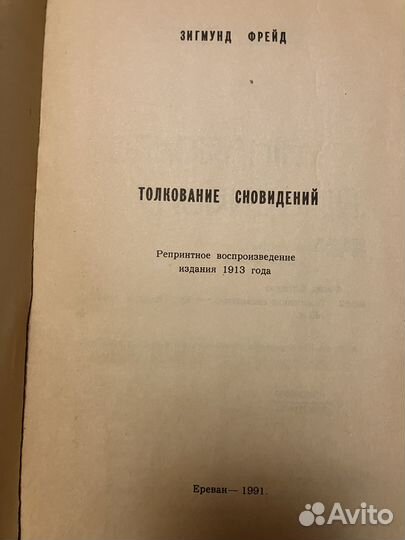 ЗИГМУНД ФРЕЙД
ТОЛКОВАНИЕ СНОВИДЕНИЙ
Репринтное воспроизведение
издания 1913 года
Ереван—1991.
Avito